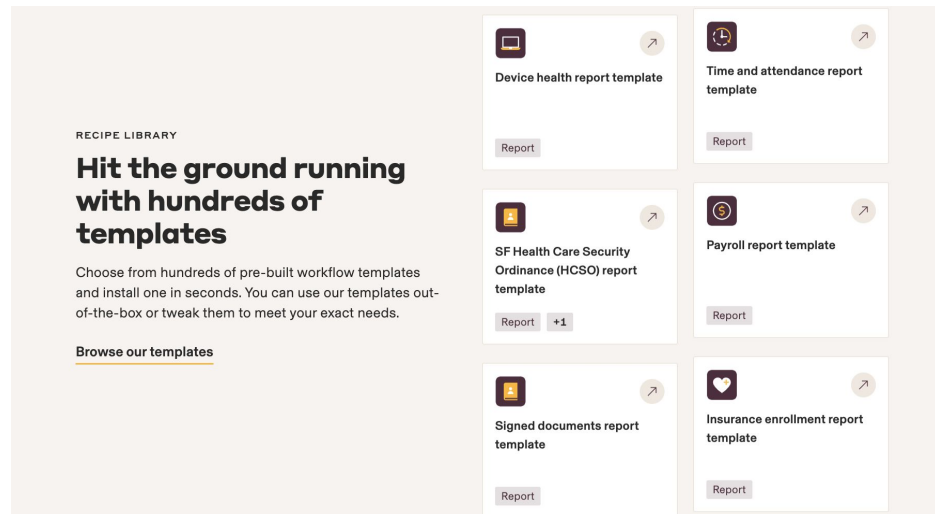 RECIPE LIBRARY
Hit the ground running
with hundreds of
templates
Choose from hundreds of pre-built workflow templates
and install one in seconds. You can use our templates out-
of-the-box or tweak them to meet your exact needs.
Browse our templates
Device health report template
Report
Time and attendance report
template
Report
SF Health Care Security
Ordinance (HCSO) report
template
Report +1
Payroll report template
Report
Signed documents report
template
Report
Insurance enrollment report
template
Report